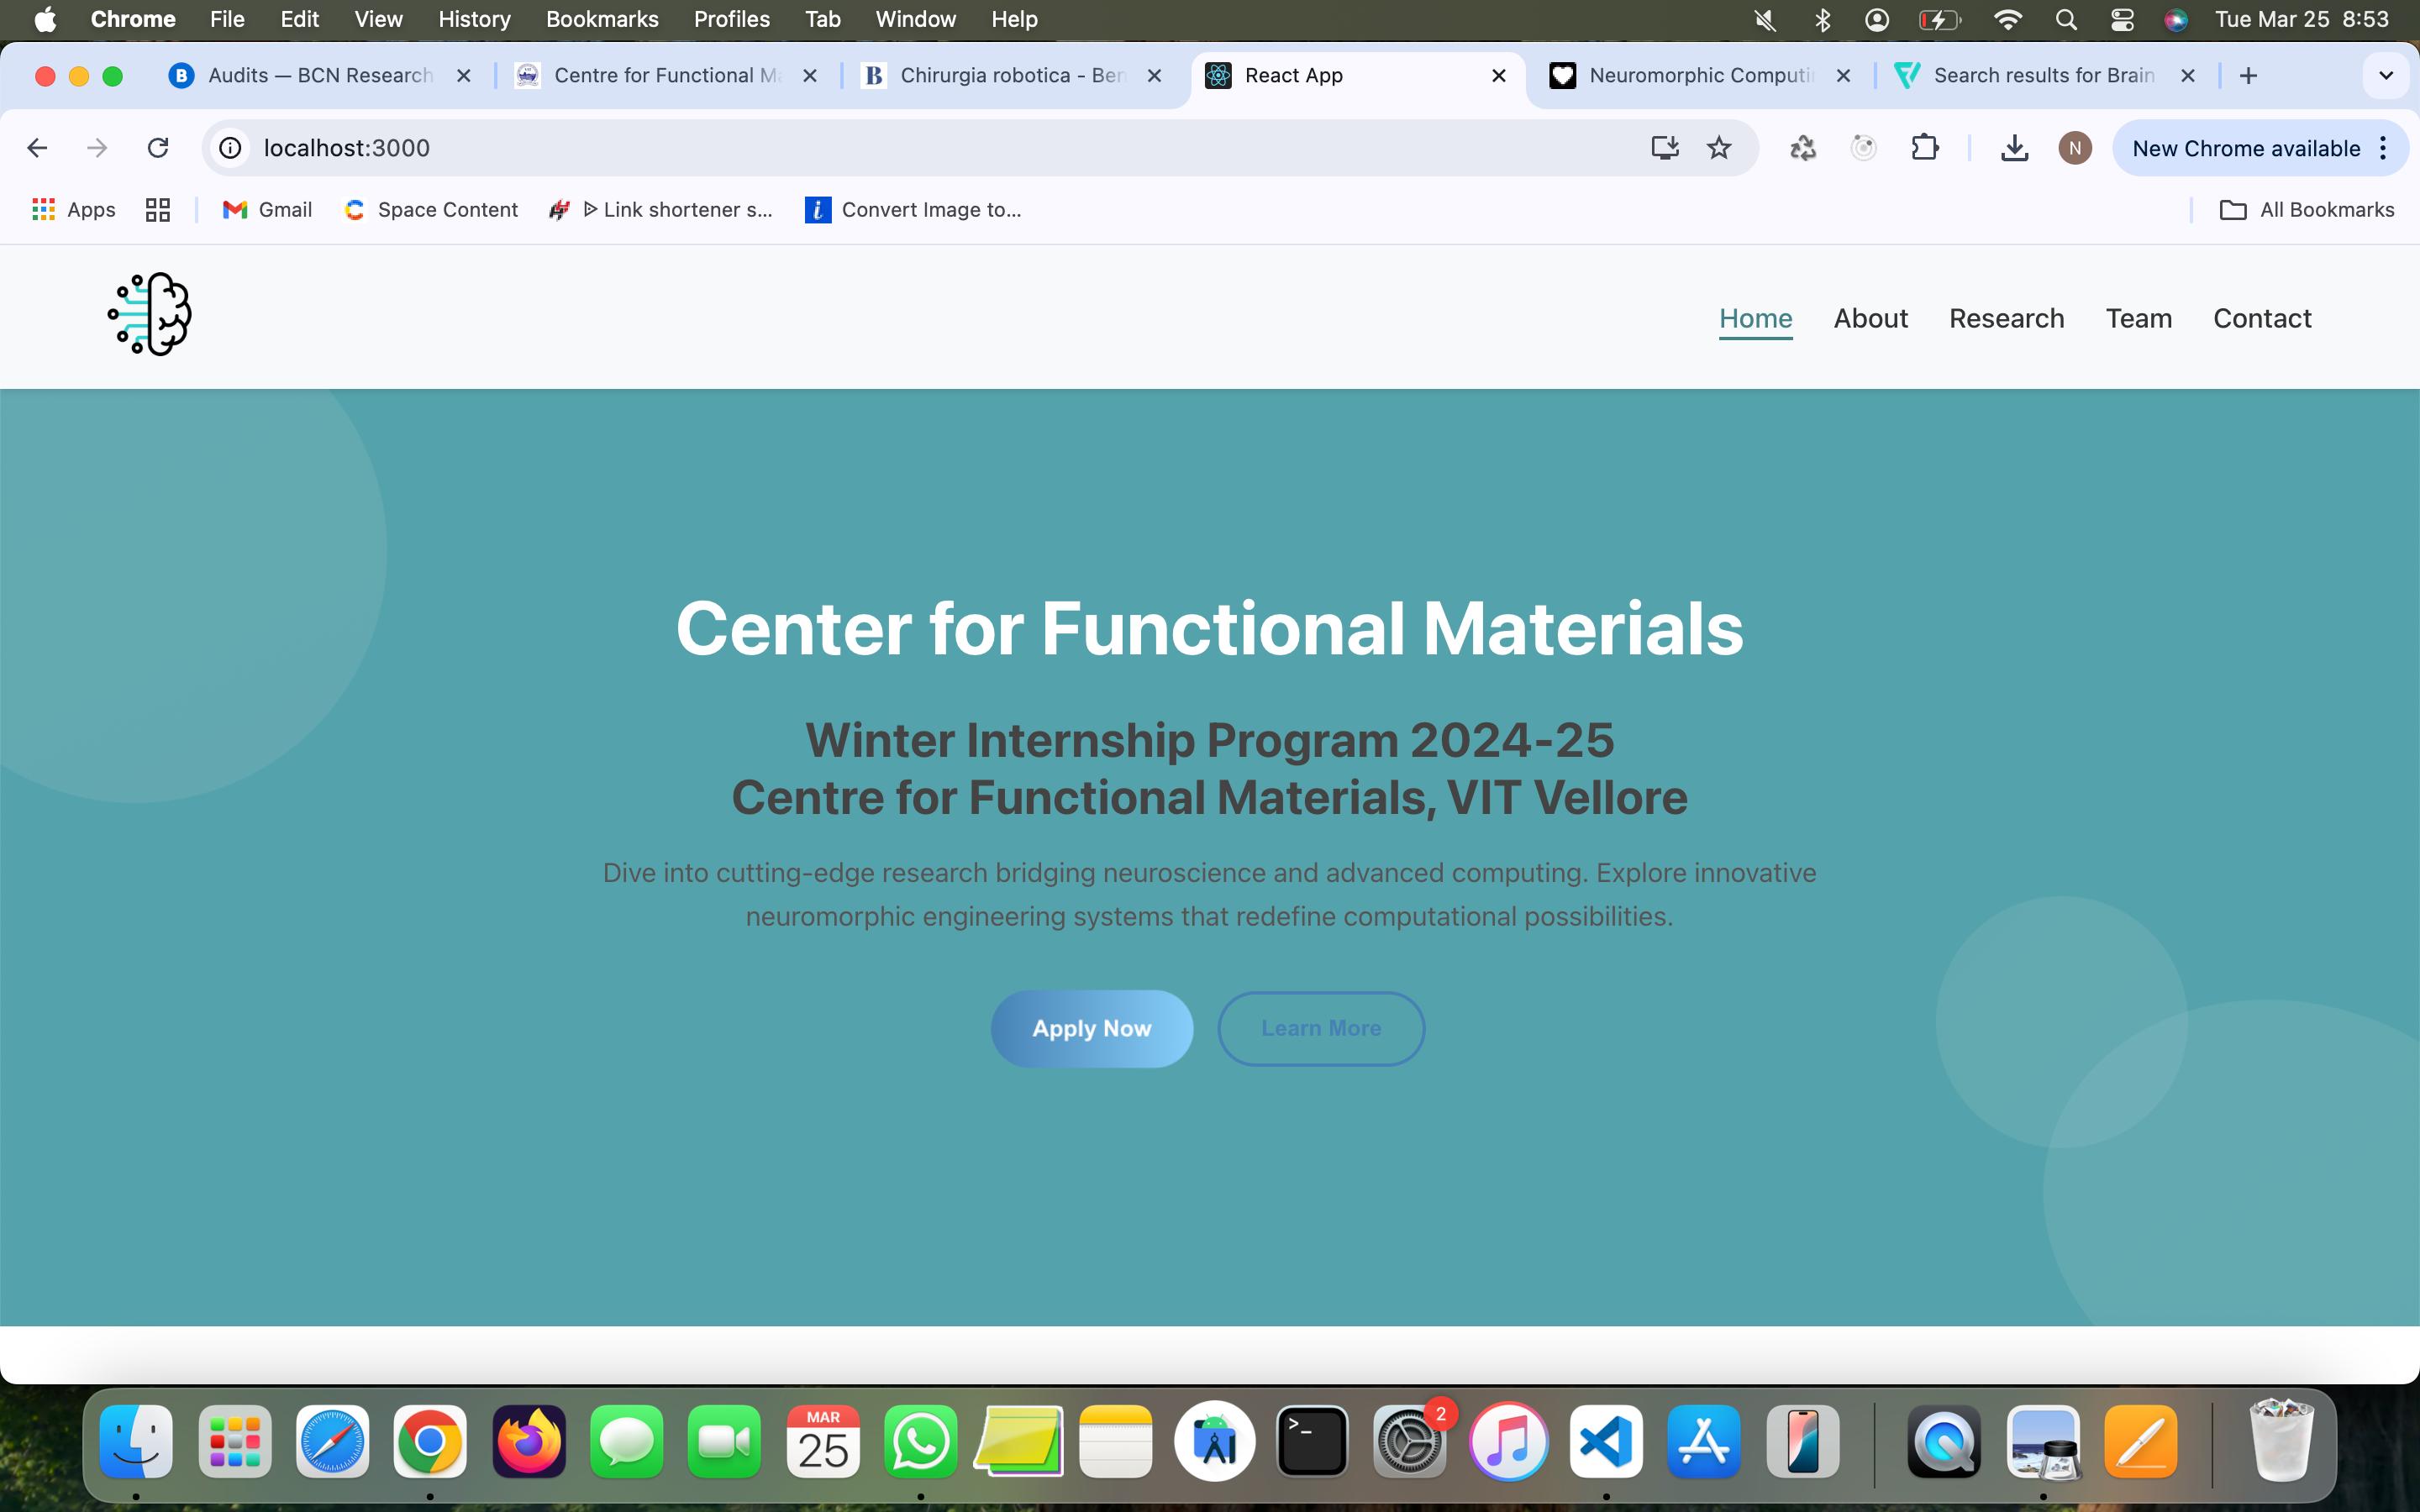 Chrome File Edit View History Bookmarks Profiles Tab Window Help Tue Mar 25 8:53
B Audits — BCN Research Centre for Functional Ma B Chirurgia robotica - Ben React App Neuromorphic Computi Search results for Brain
localhost:3000 N New Chrome available
Apps Gmail Space Content Link shortener s... i Convert Image to... All Bookmarks
Home About Research Team Contact
Center for Functional Materials
Winter Internship Program 2024-25
Centre for Functional Materials, VIT Vellore
Dive into cutting-edge research bridging neuroscience and advanced computing. Explore innovative
neuromorphic engineering systems that redefine computational possibilities.
Apply Now Learn More
MAR 2
25 >_